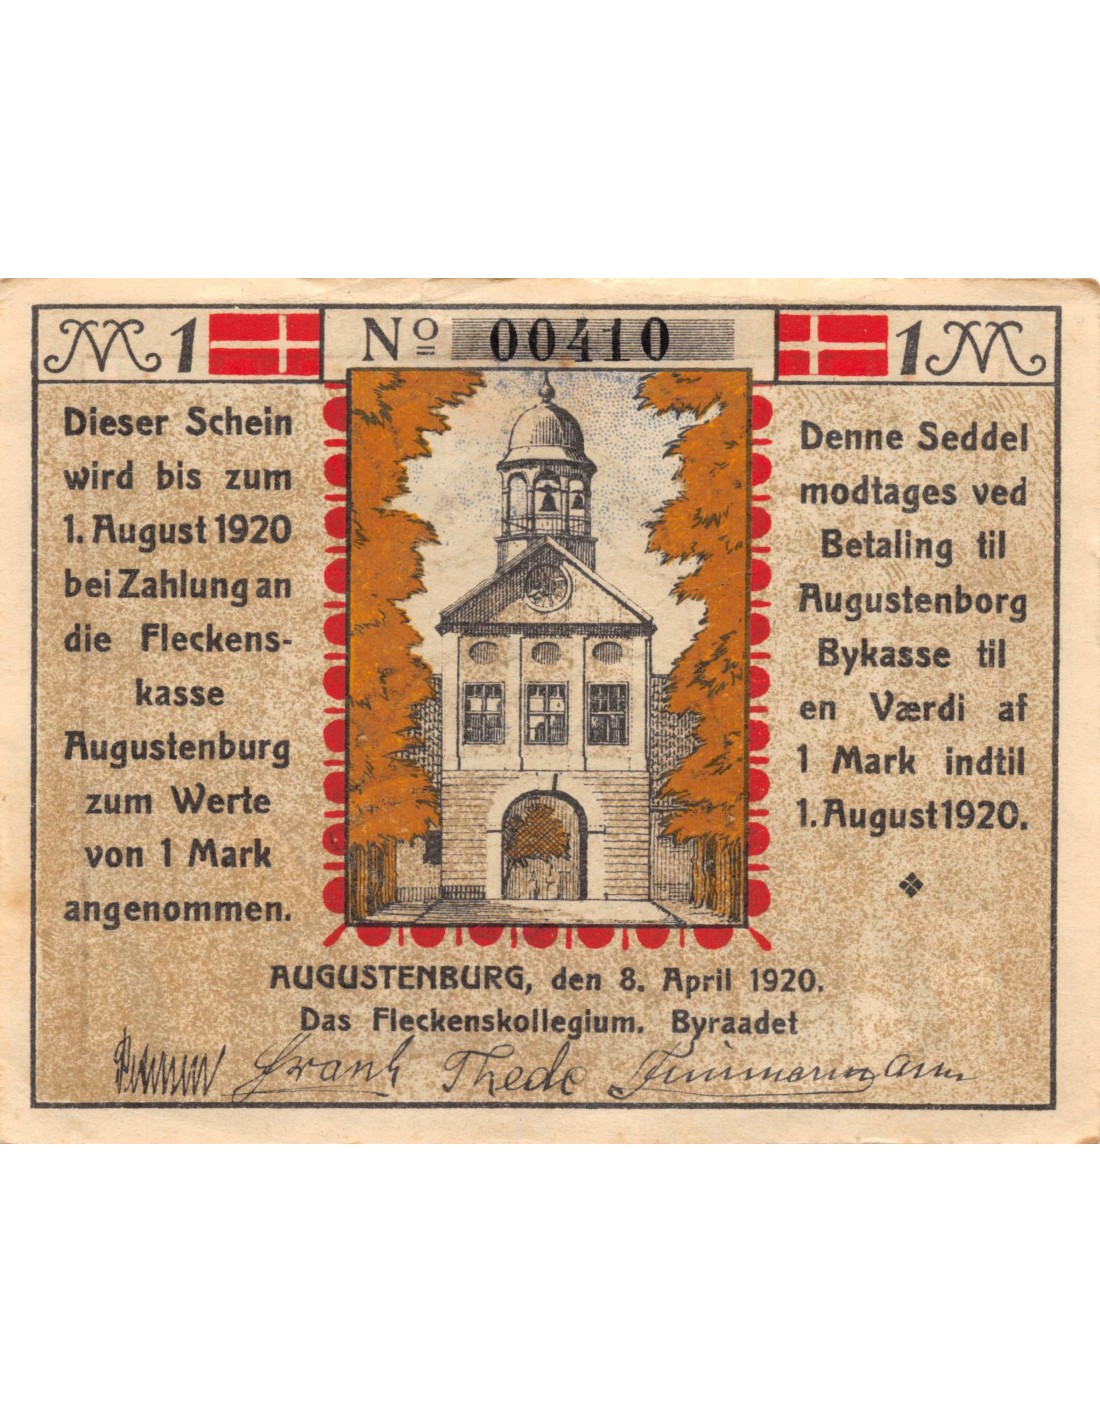 M 1
Nº 00410
1 M
Dieser Schein
wird bis zum
1. August 1920
bei Zahlung an
die Fleckens-
kasse
Augustenburg
zum Werte
von 1 Mark
angenommen.
Denne Seddel
modtages ved
Betaling til
Augustenborg
Bykasse til
en Værdi af
1 Mark indtil
1. August 1920.
AUGUSTENBURG, den 8. April 1920.
Das Fleckenskollegium. Byraadet
Frank Thede